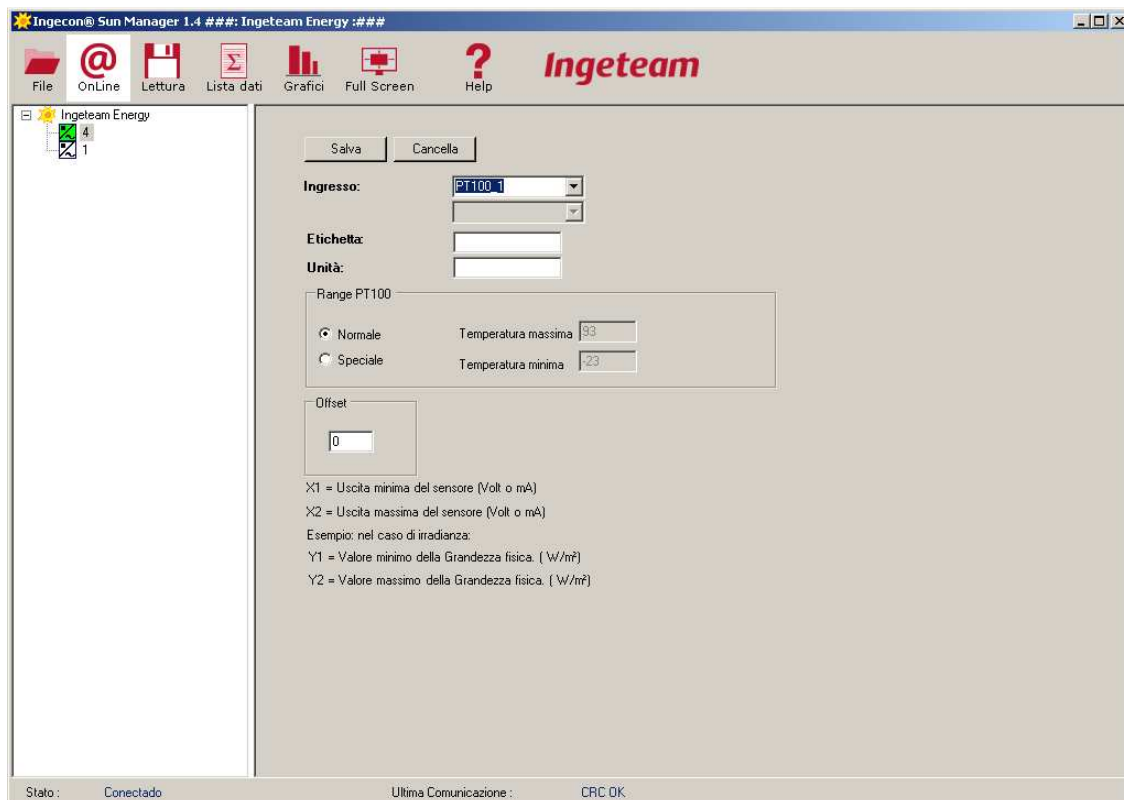 Ingecon® Sun Manager 1.4 ###: Ingeteam Energy :###
File OnLine Lettura Lista dati Grafici Full Screen Help Ingeteam
Ingeteam Energy
4
1
Salva Cancella
Ingresso: PT100_1
Etichetta:
Unità:
Range PT100
Normale Temperatura massima 93
Speciale Temperatura minima -23
Offset
0
X1 = Uscita minima del sensore (Volt o mA)
X2 = Uscita massima del sensore (Volt o mA)
Esempio: nel caso di irradianza:
Y1 = Valore minimo della Grandezza fisica. ( W/m²)
Y2 = Valore massimo della Grandezza fisica. ( W/m²)
Stato : Conectado Ultima Comunicazione : CRC OK